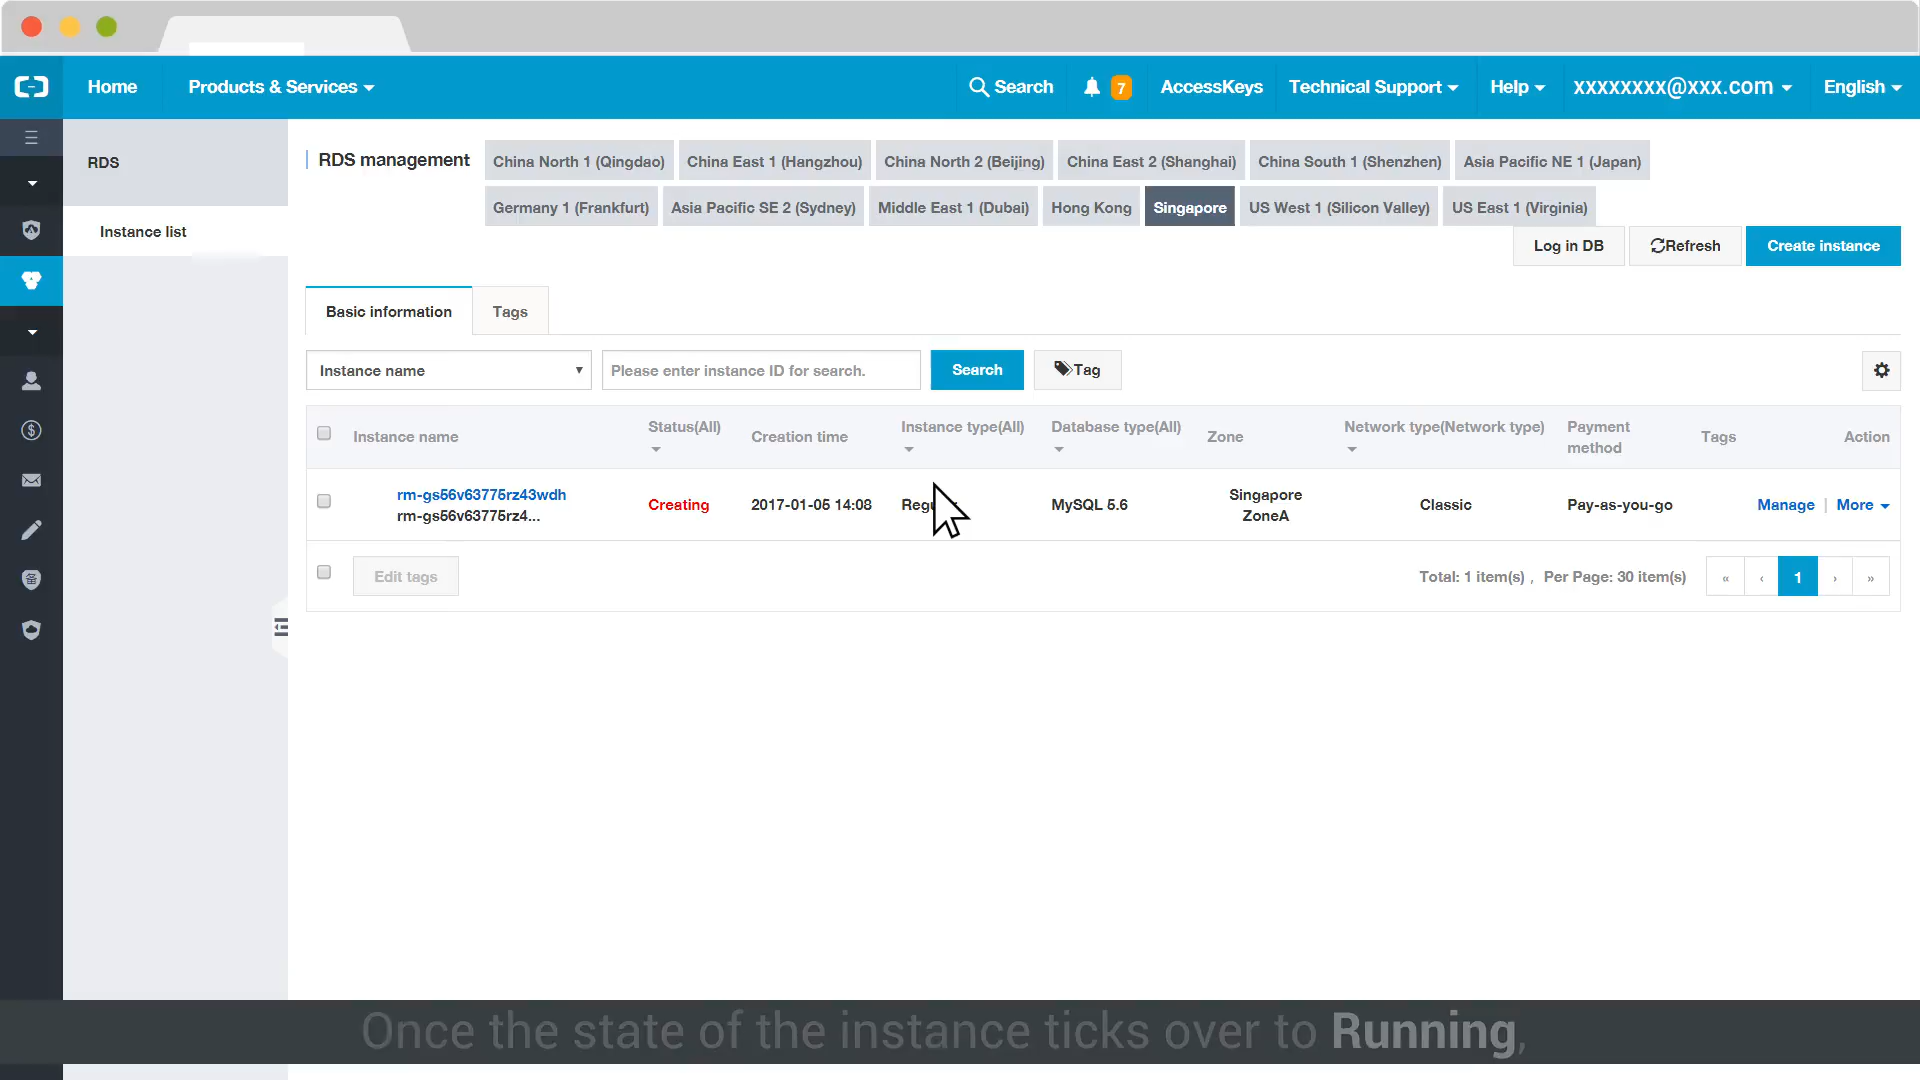 Home
Products & Services
Search
7
AccessKeys
Technical Support
Help
xxxxxxxx@xxx.com
English
RDS
Instance list
RDS management
China North 1 (Qingdao)
China East 1 (Hangzhou)
China North 2 (Beijing)
China East 2 (Shanghai)
China South 1 (Shenzhen)
Asia Pacific NE 1 (Japan)
Germany 1 (Frankfurt)
Asia Pacific SE 2 (Sydney)
Middle East 1 (Dubai)
Hong Kong
Singapore
US West 1 (Silicon Valley)
US East 1 (Virginia)
Log in DB
Refresh
Create instance
Basic information
Tags
Instance name
Please enter instance ID for search.
Search
Tag
Instance name
Status(All)
Creation time
Instance type(All)
Database type(All)
Zone
Network type(Network type)
Payment
method
Tags
Action
rm-gs56v63775rz43wdh
rm-gs56v63775rz4...
Creating
2017-01-05 14:08
MySQL 5.6
Singapore
ZoneA
Classic
Pay-as-you-go
Manage
More
Edit tags
Total: 1 item(s) , Per Page: 30 item(s)
« ‹ 1 › »
备
Once the state of the instance ticks over to Running,